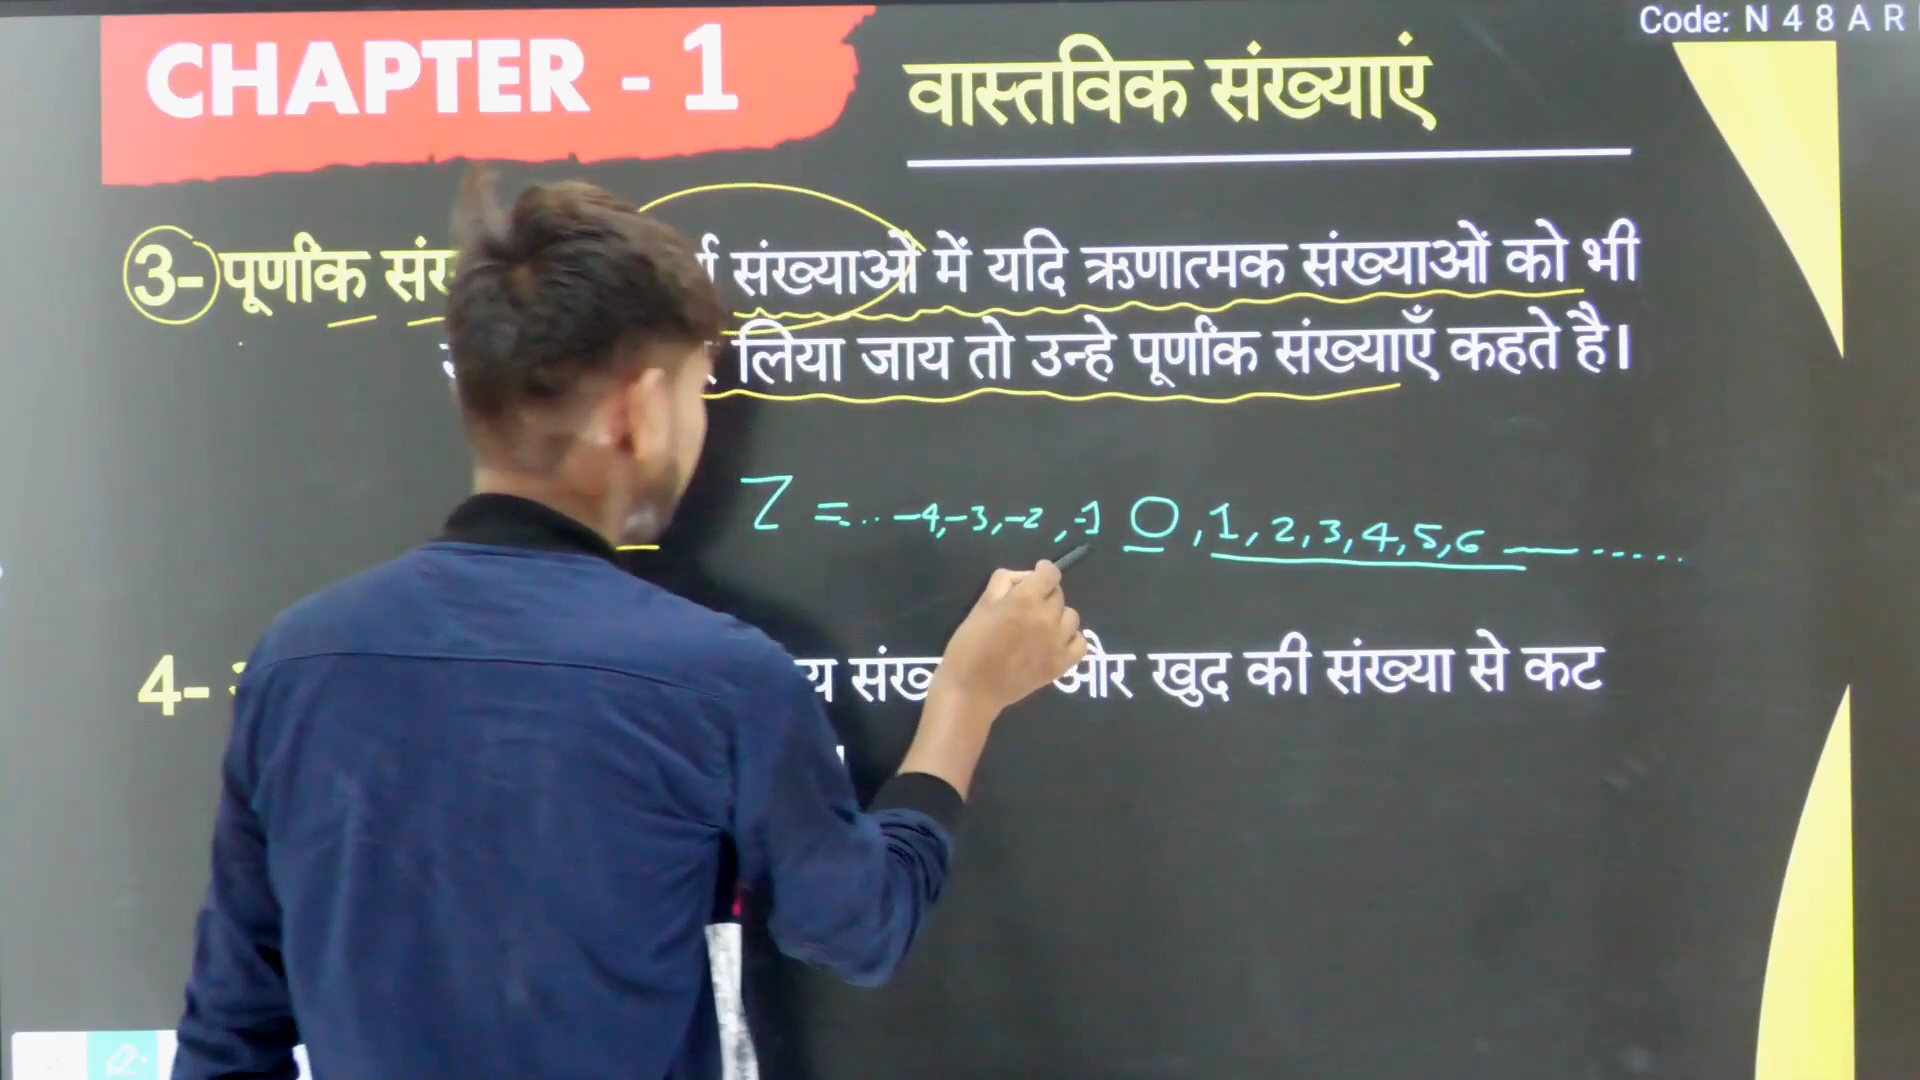 Code: N 4 8 A R
CHAPTER - 1
वास्तविक संख्याएं
3- पूर्णांक संख्याओं में यदि ऋणात्मक संख्याओं को भी
लिया जाय तो उन्हे पूर्णांक संख्याएँ कहते है।
Z = ... -4, -3, -2, -1 0, 1, 2, 3, 4, 5, 6 — ......
4- और खुद की संख्या से कट